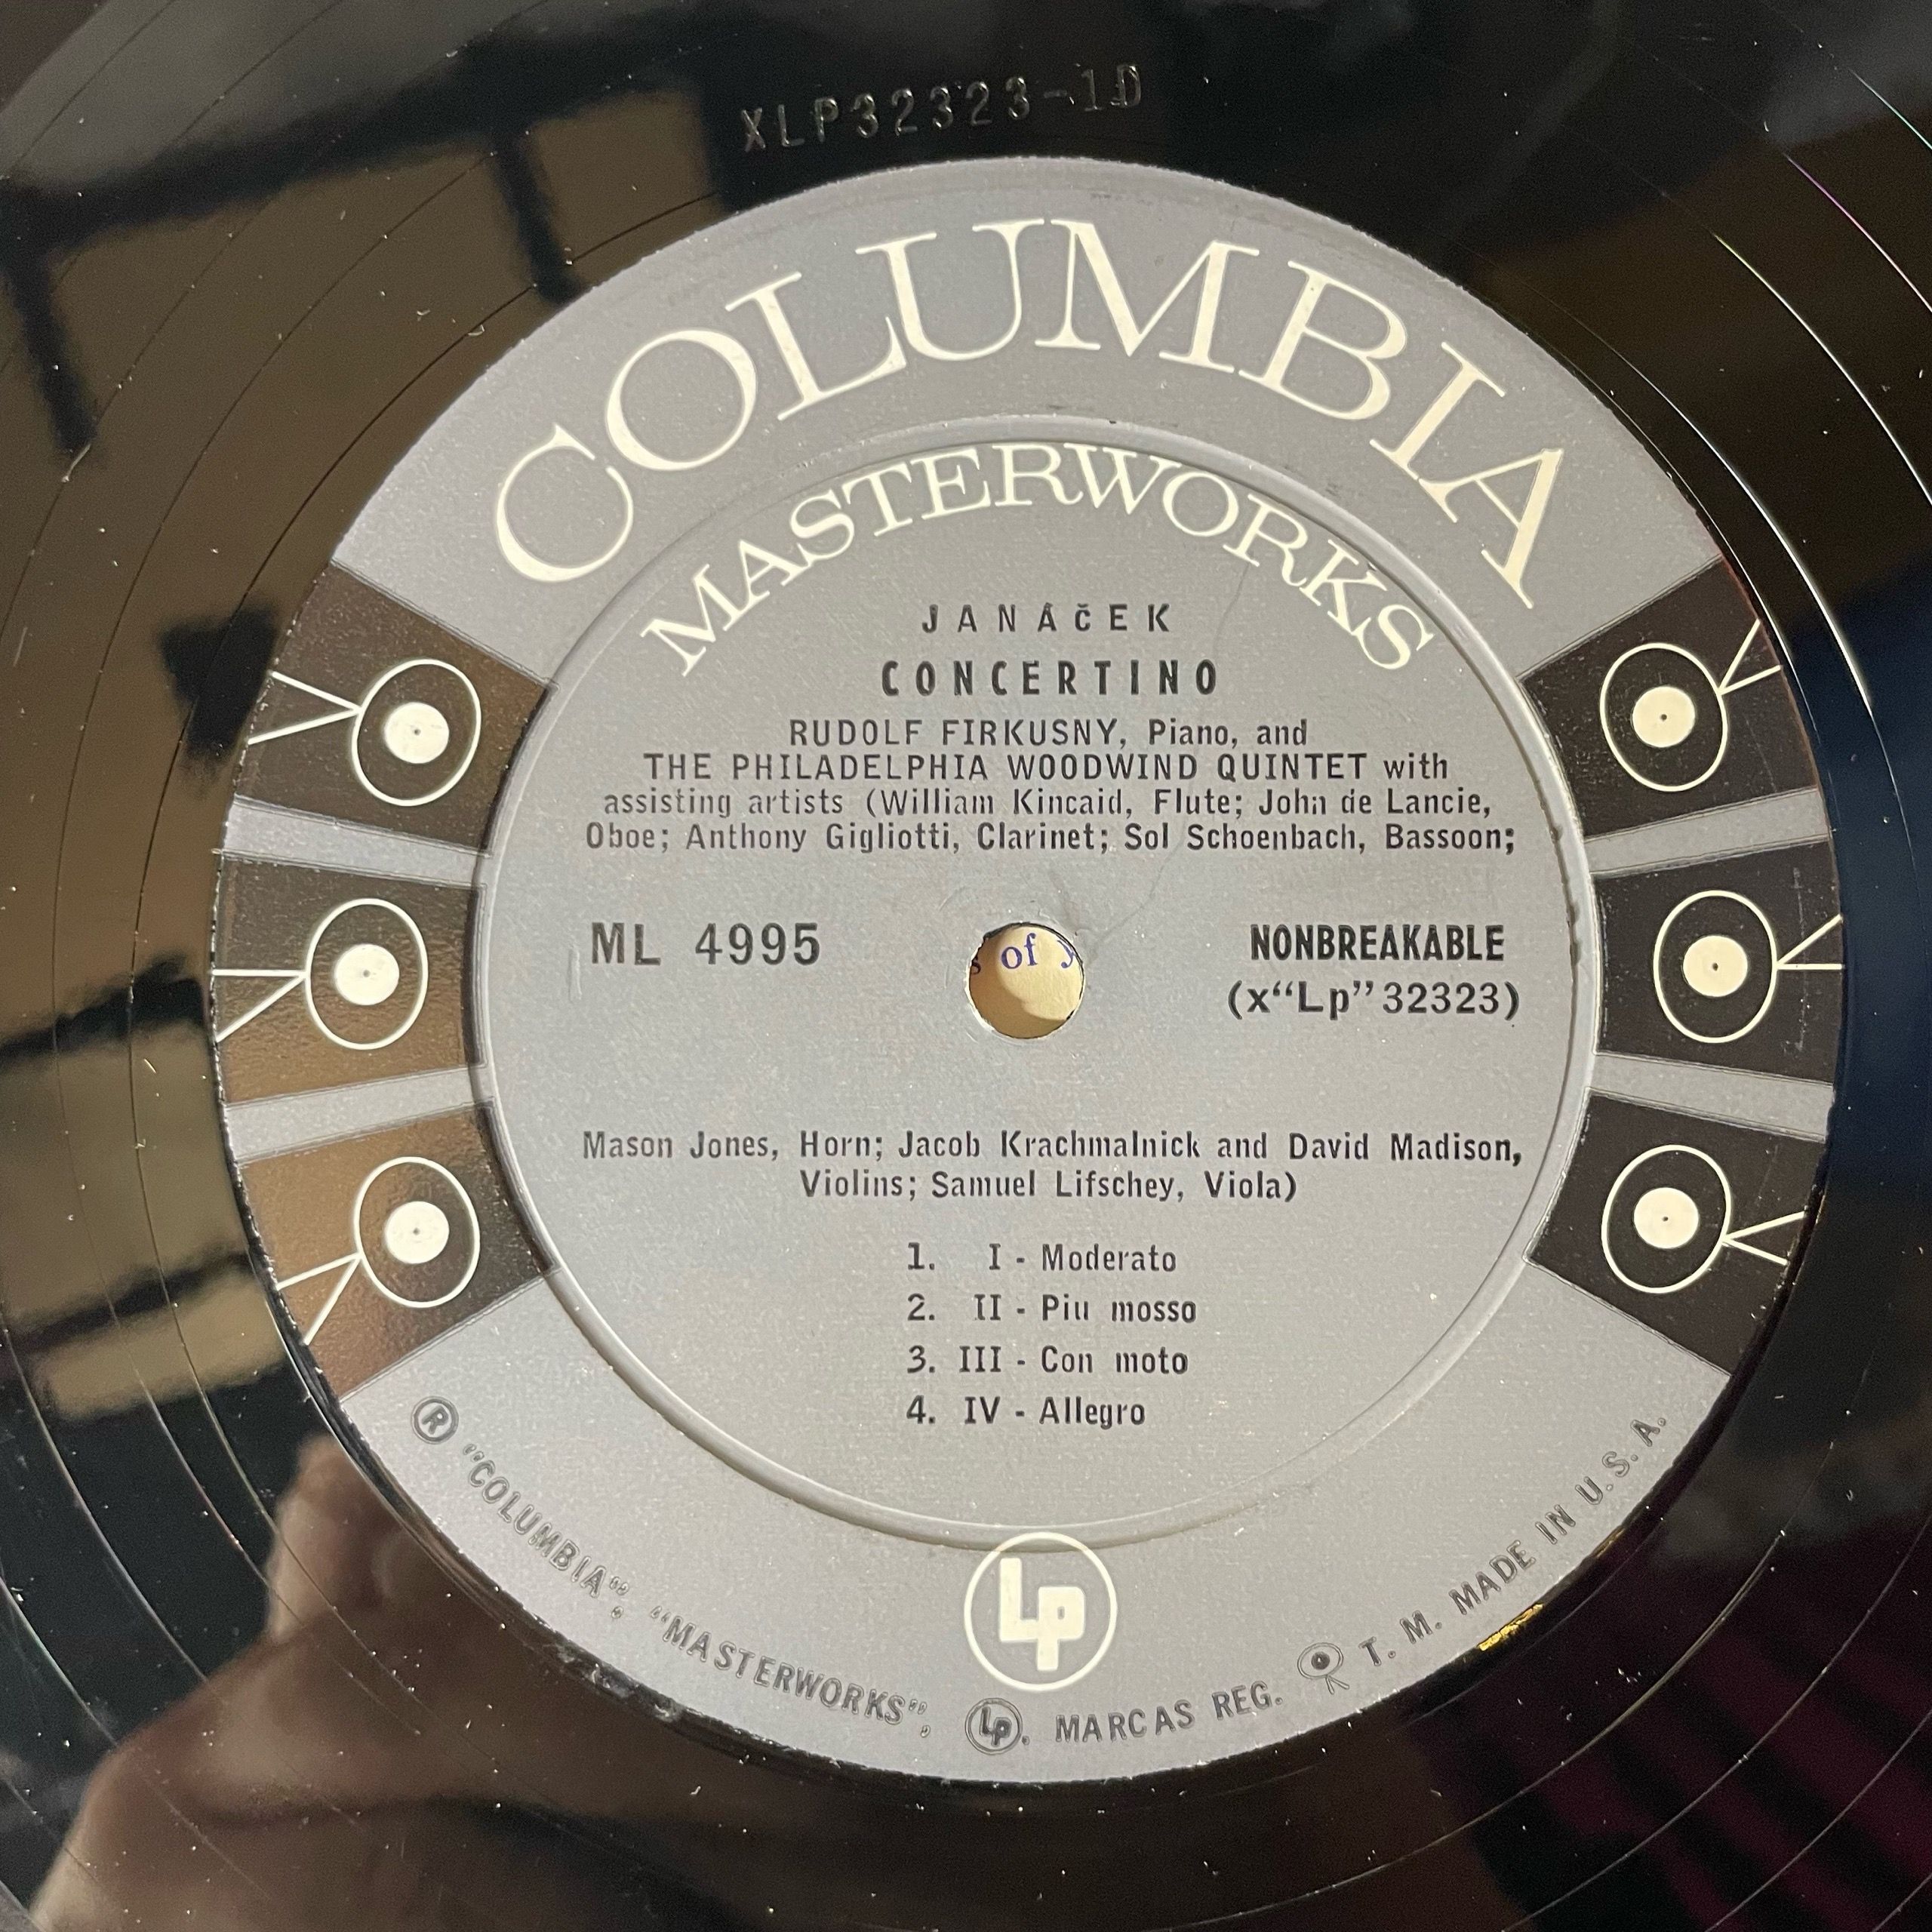 XLP32323-1D
COLUMBIA
MASTERWORKS
JANÁČEK
CONCERTINO
RUDOLF FIRKUSNY, Piano, and
THE PHILADELPHIA WOODWIND QUINTET with
assisting artists (William Kincaid, Flute; John de Lancie,
Oboe; Anthony Gigliotti, Clarinet; Sol Schoenbach, Bassoon;
ML 4995
of
NONBREAKABLE
(x“Lp”32323)
Mason Jones, Horn; Jacob Krachmalnick and David Madison,
Violins; Samuel Lifschey, Viola)
1. I - Moderato
2. II - Piu mosso
3. III - Con moto
4. IV - Allegro
Lp
® “COLUMBIA”, “MASTERWORKS”, Lp. MARCAS REG. T. M. MADE IN U.S.A.